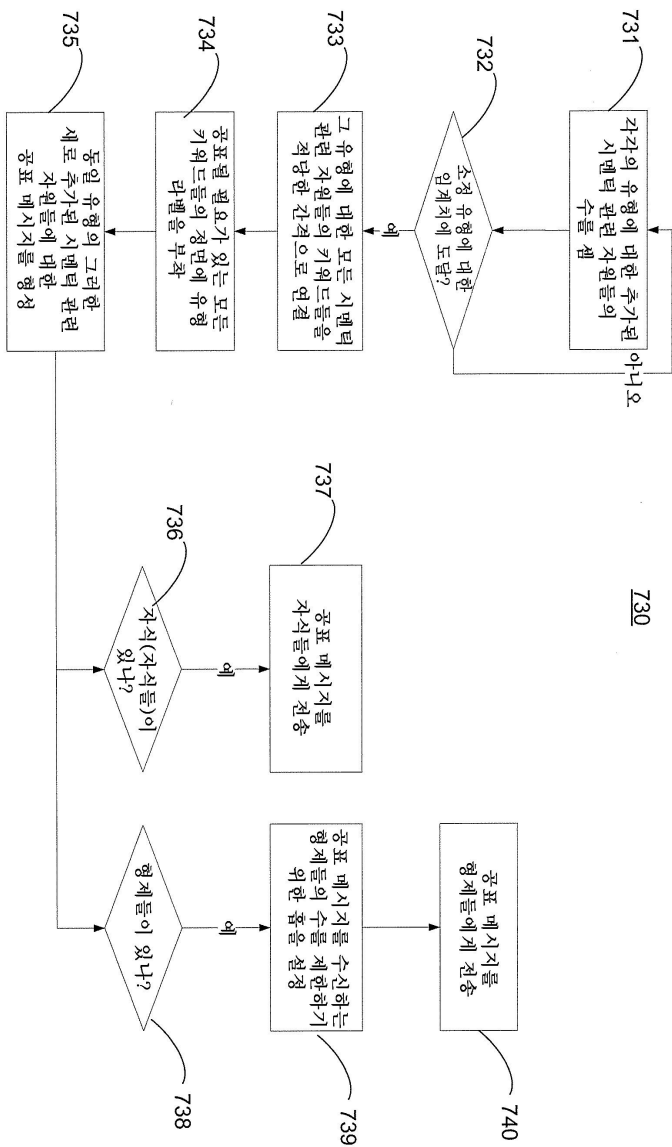 730
731
각각의 유형에 대한 추가된
시멘틱 관련 자원들의
수를 셈
732
소정 유형에 대한
임계치에 도달?
아니오
예
733
그 유형에 대한 모든 시멘틱
관련 자원들의 키워드들을
적당한 간격으로 연결
734
공표될 필요가 있는 모든
키워드들의 정면에 유형
라벨을 부착
735
동일 유형의 그러한
새로 추가된 시멘틱 관련
자원들에 대한
공표 메시지를 형성
736
자식(자식들)이
있나?
예
737
공표 메시지를
자식들에게 전송
738
형제들이 있나?
예
739
공표 메시지를 수신하는
형제들의 수를 제한하기
위한 홉을 설정
740
공표 메시지를
형제들에게 전송